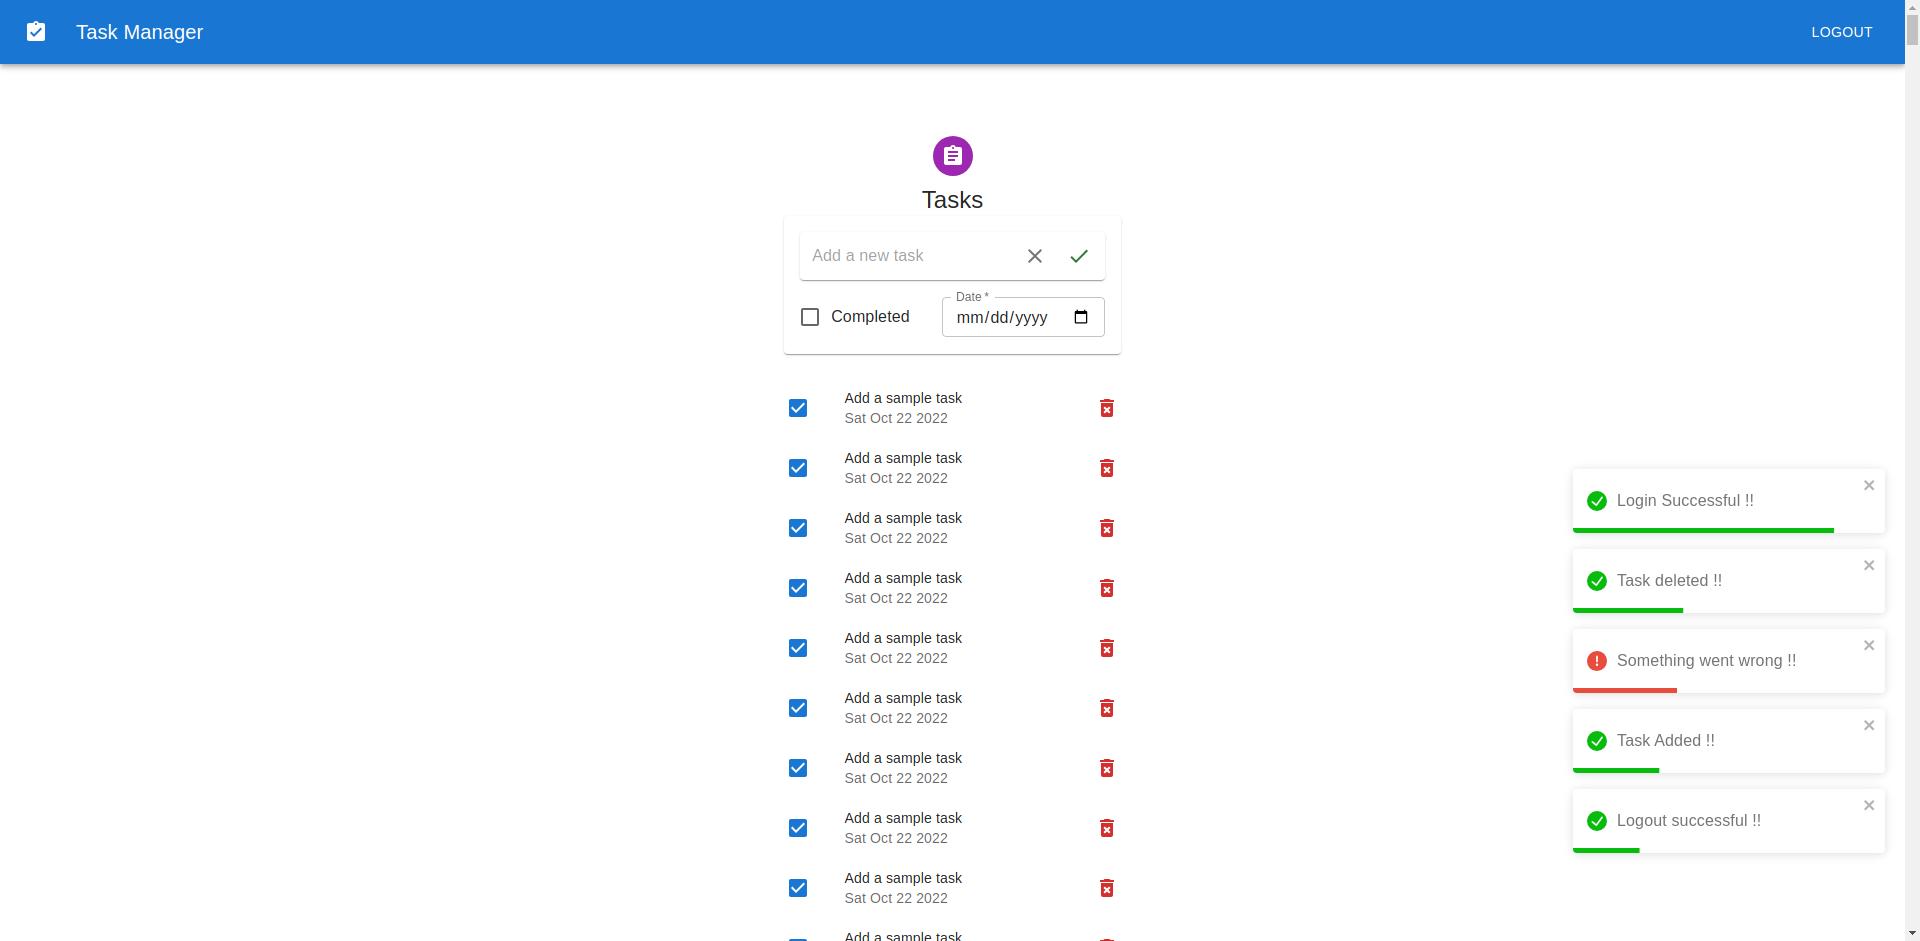 Task Manager
LOGOUT
Tasks
Add a new task
Completed
Date *
mm/dd/yyyy
Add a sample task
Sat Oct 22 2022
Add a sample task
Sat Oct 22 2022
Add a sample task
Sat Oct 22 2022
Add a sample task
Sat Oct 22 2022
Add a sample task
Sat Oct 22 2022
Add a sample task
Sat Oct 22 2022
Add a sample task
Sat Oct 22 2022
Add a sample task
Sat Oct 22 2022
Add a sample task
Sat Oct 22 2022
Add a sample task
Login Successful !!
Task deleted !!
Something went wrong !!
Task Added !!
Logout successful !!